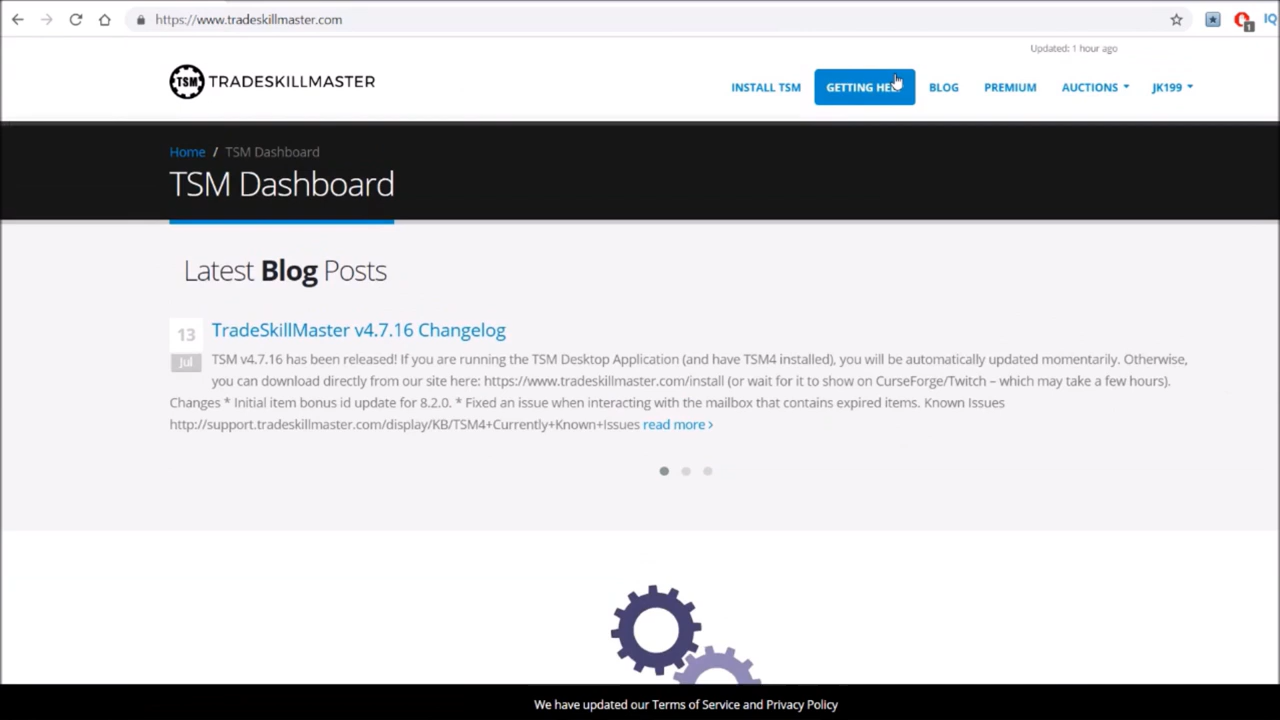 https://www.tradeskillmaster.com
IQ
1
Updated: 1 hour ago
TSM TRADESKILLMASTER
INSTALL TSM GETTING HELP BLOG PREMIUM AUCTIONS JK199
Home / TSM Dashboard
TSM Dashboard
Latest Blog Posts
13
Jul
TradeSkillMaster v4.7.16 Changelog
TSM v4.7.16 has been released! If you are running the TSM Desktop Application (and have TSM4 installed), you will be automatically updated momentarily. Otherwise,
you can download directly from our site here: https://www.tradeskillmaster.com/install (or wait for it to show on CurseForge/Twitch – which may take a few hours).
Changes * Initial item bonus id update for 8.2.0. * Fixed an issue when interacting with the mailbox that contains expired items. Known Issues
http://support.tradeskillmaster.com/display/KB/TSM4+Currently+Known+Issues read more ›
We have updated our Terms of Service and Privacy Policy